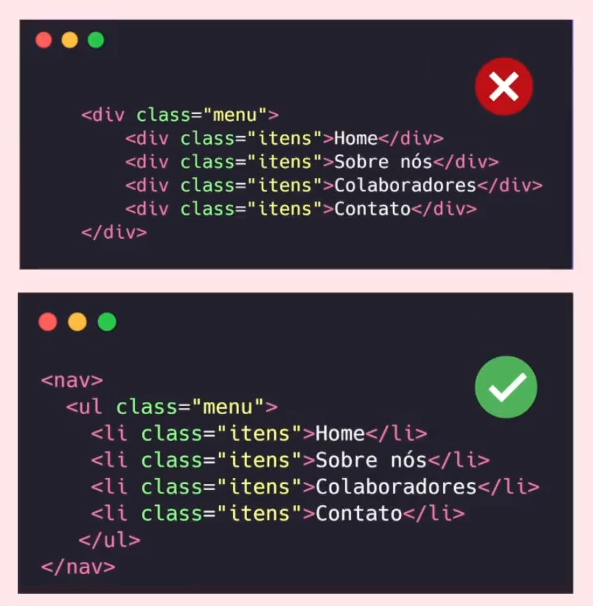 <div class="menu">
<div class="itens">Home</div>
<div class="itens">Sobre nós</div>
<div class="itens">Colaboradores</div>
<div class="itens">Contato</div>
</div>
<nav>
<ul class="menu">
<li class="itens">Home</li>
<li class="itens">Sobre nós</li>
<li class="itens">Colaboradores</li>
<li class="itens">Contato</li>
</ul>
</nav>